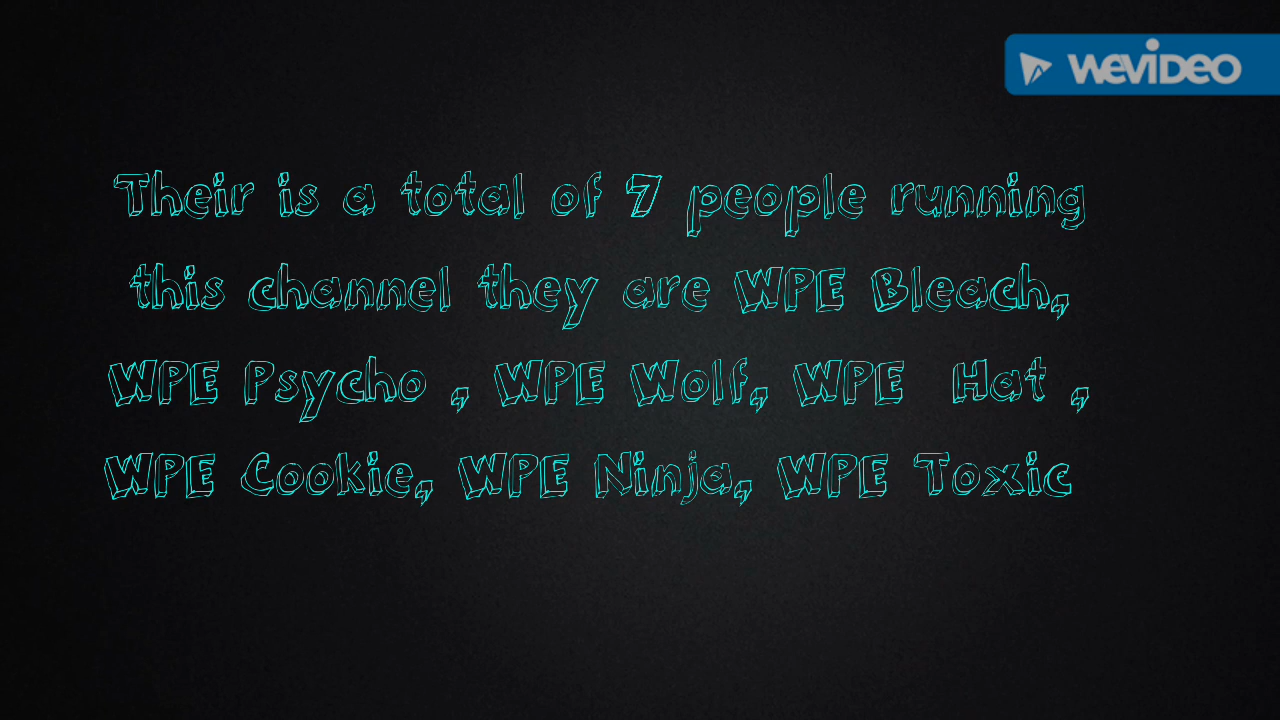 WEVIDEO
Their is a total of 7 people running
this channel they are WPE Bleach,
WPE Psycho , WPE Wolf, WPE  Hat ,
WPE Cookie, WPE Ninja, WPE Toxic